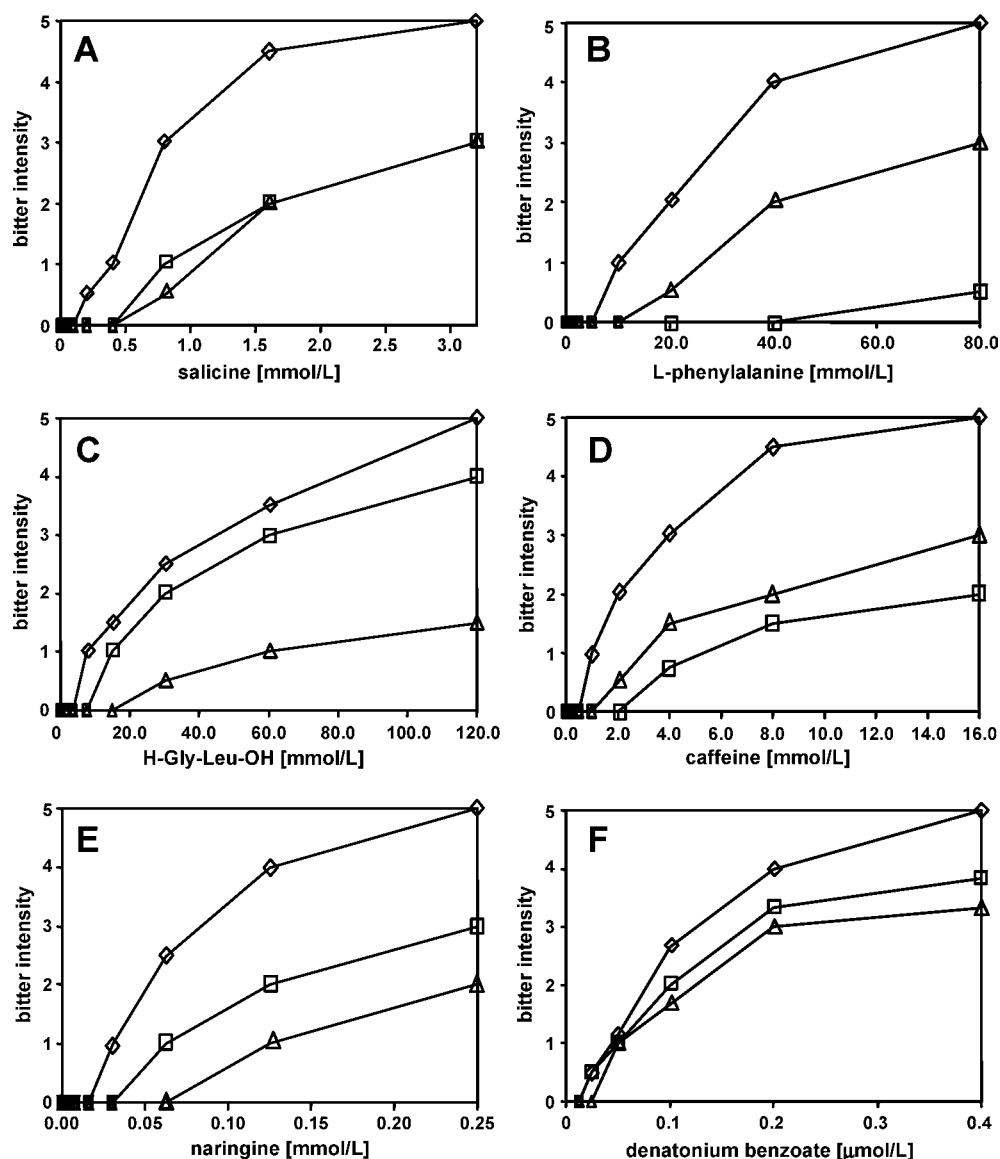 A
B
5
4
3
2
1
0
bitter intensity
0 0.5 1.0 1.5 2.0 2.5 3.0
salicine [mmol/L]
5
4
3
2
1
0
bitter intensity
0 20.0 40.0 60.0 80.0
L-phenylalanine [mmol/L]
C
D
5
4
3
2
1
0
bitter intensity
0 20.0 40.0 60.0 80.0 100.0 120.0
H-Gly-Leu-OH [mmol/L]
5
4
3
2
1
0
bitter intensity
0.0 2.0 4.0 6.0 8.0 10.0 12.0 14.0 16.0
caffeine [mmol/L]
E
F
5
4
3
2
1
0
bitter intensity
0.00 0.05 0.10 0.15 0.20 0.25
naringine [mmol/L]
5
4
3
2
1
0
bitter intensity
0 0.1 0.2 0.3 0.4
denatonium benzoate [µmol/L]